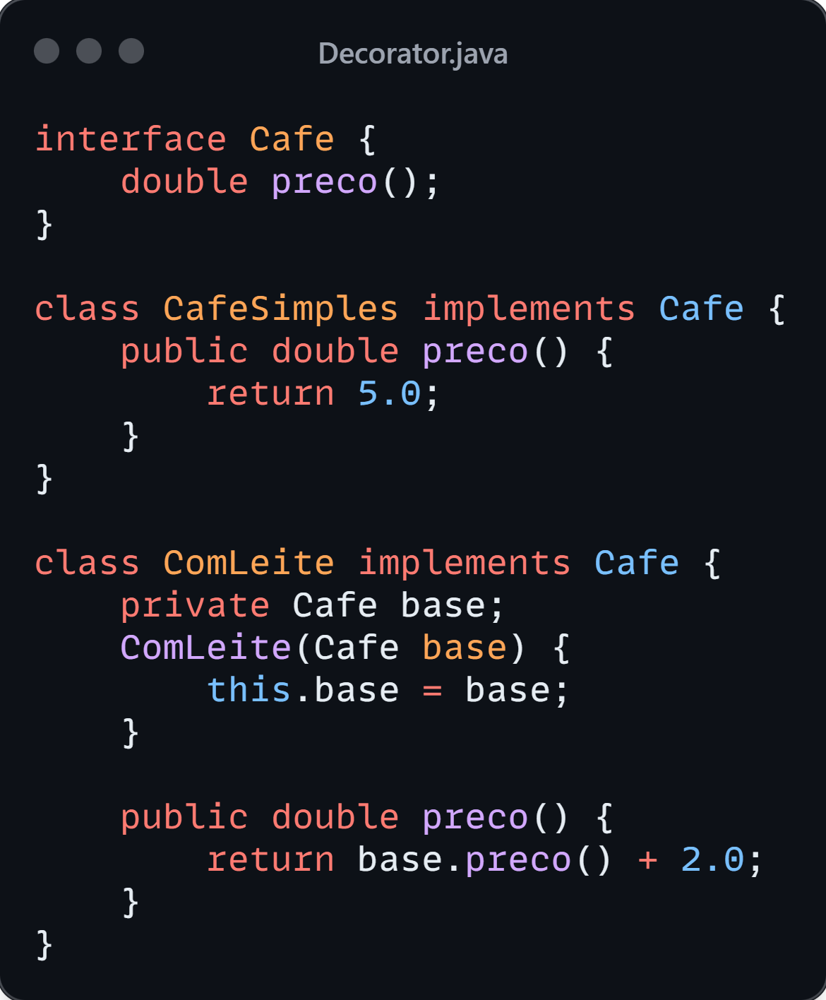 Decorator.java
interface Cafe {
    double preco();
}
class CafeSimples implements Cafe {
    public double preco() {
        return 5.0;
    }
}
class ComLeite implements Cafe {
    private Cafe base;
    ComLeite(Cafe base) {
        this.base = base;
    }
    public double preco() {
        return base.preco() + 2.0;
    }
}